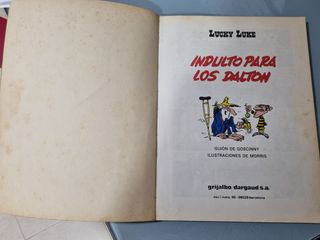 LUCKY LUKE
INDULTO PARA
LOS DALTON
GUIÓN DE GOSCINNY
ILUSTRACIONES DE MORRIS
grijalbo/dargaud s.a.